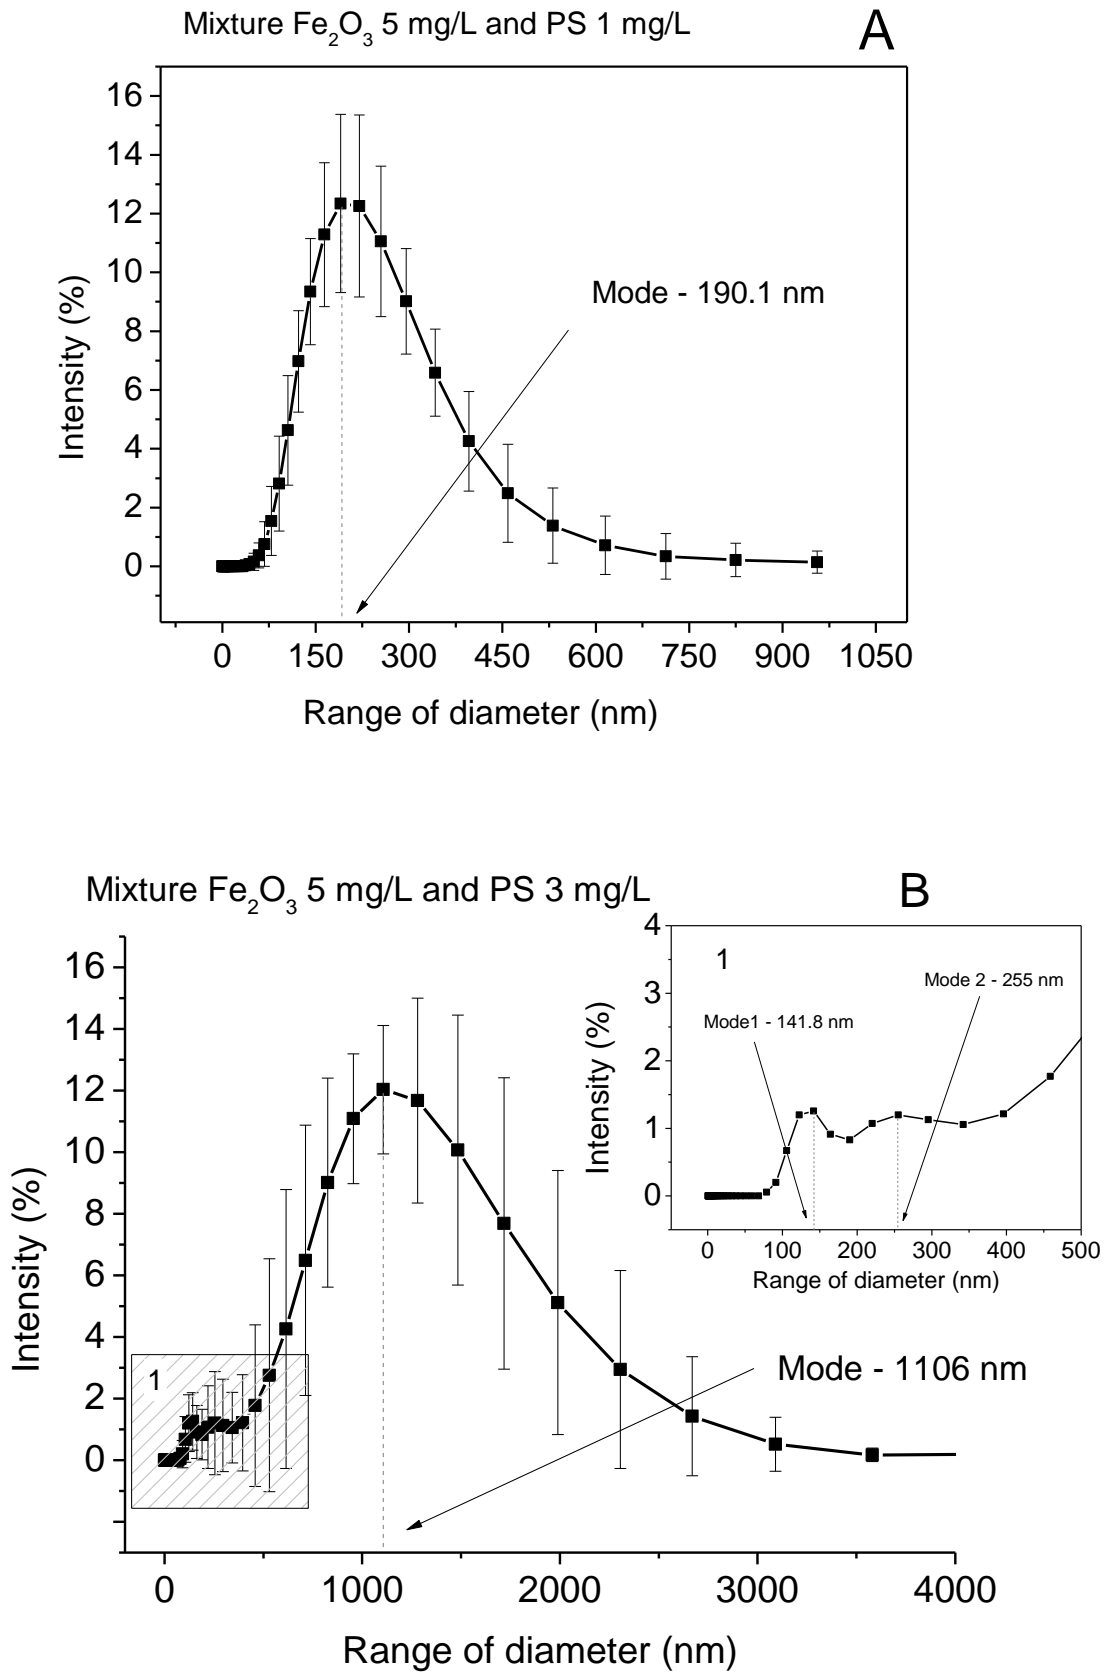 Mixture Fe₂O₃ 5 mg/L and PS 1 mg/L
A
16
14
12
10
8
6
4
2
0
Intensity (%)
Mode - 190.1 nm
0 150 300 450 600 750 900 1050
Range of diameter (nm)
Mixture Fe₂O₃ 5 mg/L and PS 3 mg/L
B
16
14
12
10
8
6
4
2
0
Intensity (%)
1
Mode - 1106 nm
0 1000 2000 3000 4000
Range of diameter (nm)
4
3
2
1
0
Intensity (%)
1
Mode 2 - 255 nm
Mode1 - 141.8 nm
0 100 200 300 400 500
Range of diameter (nm)